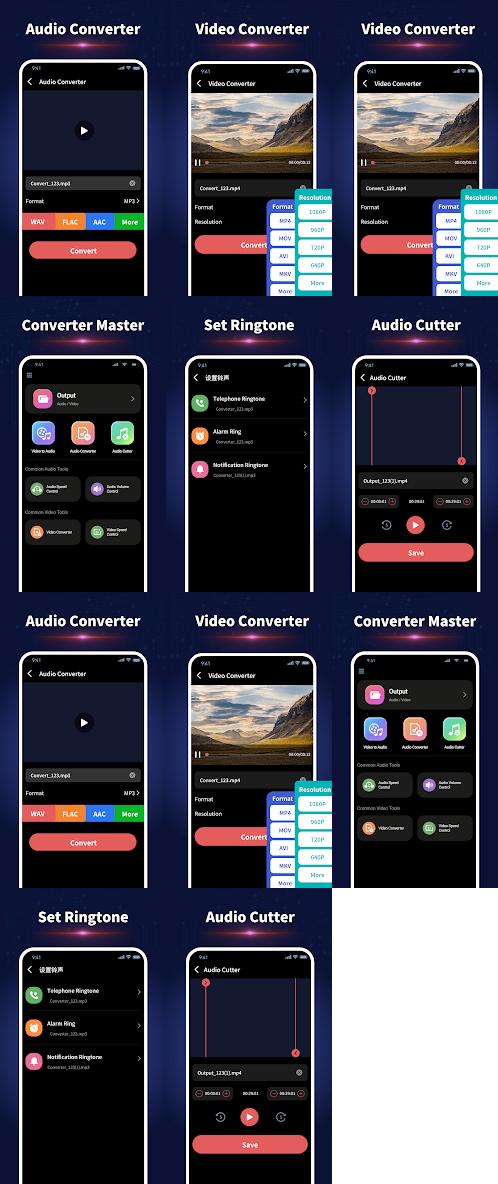 Audio Converter
9:41
Audio Converter
Convert_123.mp3
Format
MP3
WAV
FLAC
AAC
More
Convert
Video Converter
9:41
Video Converter
00:00/00:12
Convert_123.mp4
Format
Resolution
Convert
Format
MP4
MOV
AVI
MKV
More
Resolution
1080P
960P
720P
640P
More
Video Converter
9:41
Video Converter
00:00/00:12
Convert_123.mp4
Format
Resolution
Convert
Format
MP4
MOV
AVI
MKV
More
Resolution
1080P
960P
720P
640P
More
Converter Master
9:41
Output
Audio / Video
Video to Audio
Audio Converter
Audio Cutter
Common Audio Tools
Audio Speed
Control
Audio Volume
Control
Common Video Tools
Video Converter
Video Speed
Control
Set Ringtone
9:41
设置铃声
Telephone Ringtone
Converter_123.mp3
Alarm Ring
Converter_123.mp3
Notification Ringtone
Converter_123(1).mp3
Audio Cutter
9:41
Audio Cutter
Output_123(1).mp4
00:00:01
00:29:01
00:29:01
Save
Audio Converter
9:41
Audio Converter
Convert_123.mp3
Format
MP3
WAV
FLAC
AAC
More
Convert
Video Converter
9:41
Video Converter
00:00/00:12
Convert_123.mp4
Format
Resolution
Convert
Format
MP4
MOV
AVI
MKV
More
Resolution
1080P
960P
720P
640P
More
Converter Master
9:41
Output
Audio / Video
Video to Audio
Audio Converter
Audio Cutter
Common Audio Tools
Audio Speed
Control
Audio Volume
Control
Common Video Tools
Video Converter
Video Speed
Control
Set Ringtone
9:41
设置铃声
Telephone Ringtone
Converter_123.mp3
Alarm Ring
Converter_123.mp3
Notification Ringtone
Converter_123(1).mp3
Audio Cutter
9:41
Audio Cutter
Output_123(1).mp4
00:00:01
00:29:01
00:29:01
Save